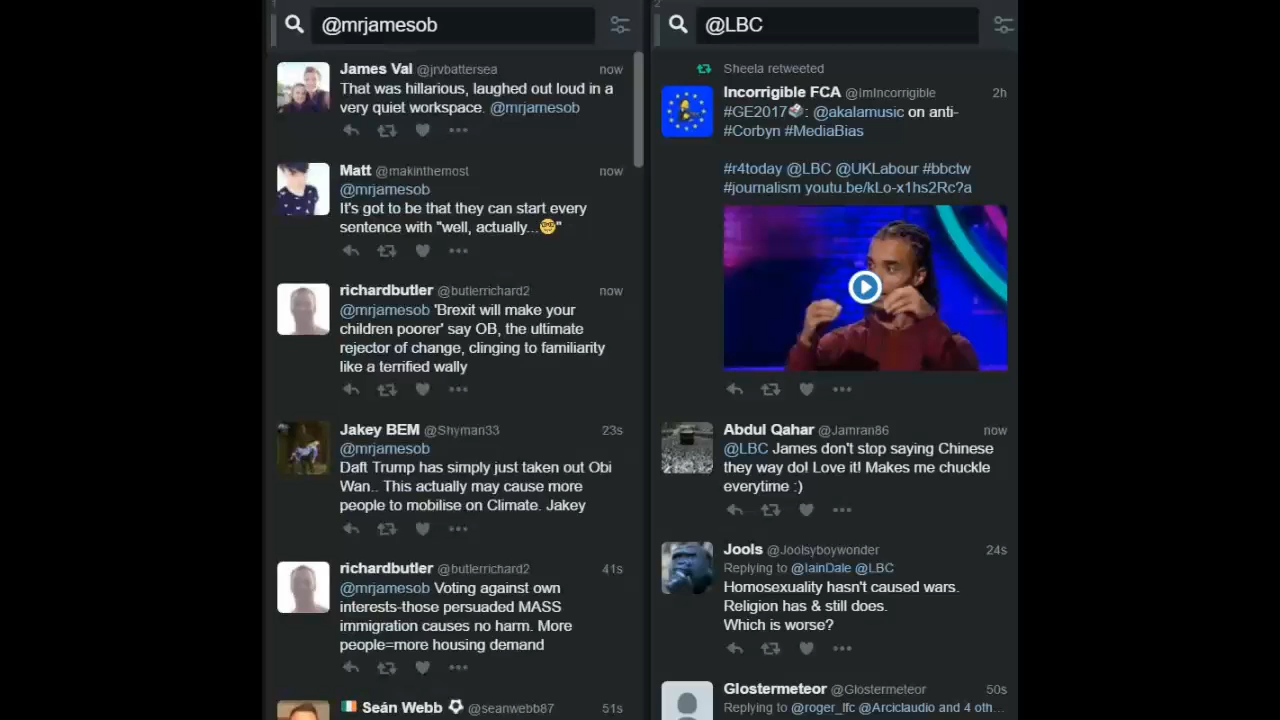 1
@mrjamesob
James Val @jrvbattersea now
That was hillarious, laughed out loud in a
very quiet workspace. @mrjamesob
Matt @makinthemost now
@mrjamesob
It's got to be that they can start every
sentence with "well, actually...🤓"
richardbutler @butlerrichard2 now
@mrjamesob 'Brexit will make your
children poorer' say OB, the ultimate
rejector of change, clinging to familiarity
like a terrified wally
Jakey BEM @Shyman33 23s
@mrjamesob
Daft Trump has simply just taken out Obi
Wan.. This actually may cause more
people to mobilise on Climate. Jakey
richardbutler @butlerrichard2 41s
@mrjamesob Voting against own
interests-those persuaded MASS
immigration causes no harm. More
people=more housing demand
🇮🇪 Seán Webb ⚽ @seanwebb87 51s
2
@LBC
Sheela retweeted
Incorrigible FCA @ImIncorrigible 2h
#GE2017🗳: @akalamusic on anti-
#Corbyn #MediaBias
#r4today @LBC @UKLabour #bbctw
#journalism youtu.be/kLo-x1hs2Rc?a
Abdul Qahar @Jamran86 now
@LBC James don't stop saying Chinese
they way do! Love it! Makes me chuckle
everytime :)
Jools @Joolsyboywonder 24s
Replying to @IainDale @LBC
Homosexuality hasn't caused wars.
Religion has & still does.
Which is worse?
Glostermeteor @Glostermeteor 50s
Replying to @roger_ffc @Arciclaudio and 4 oth...